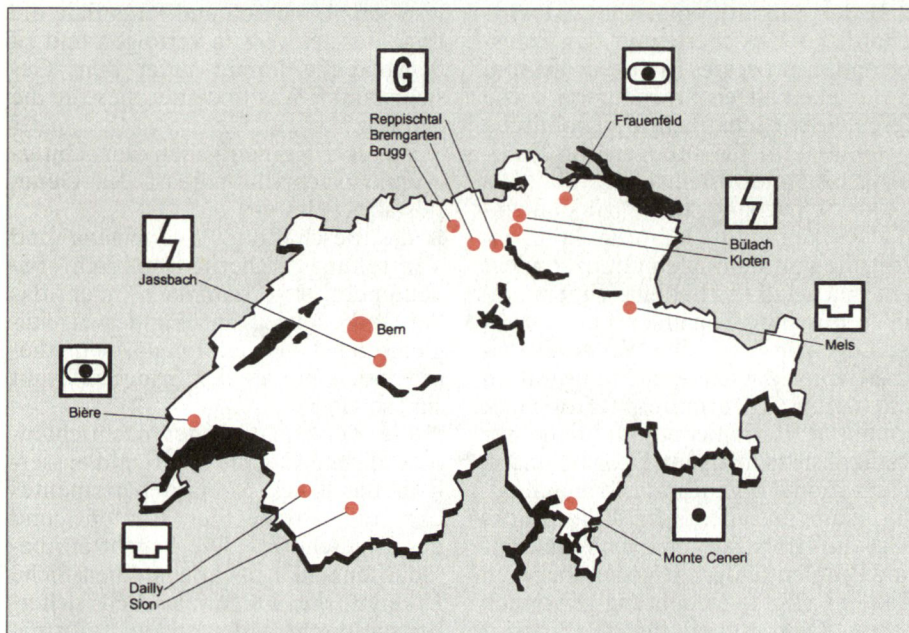 G
Reppischtal
Bremgarten
Brugg
Frauenfeld
Bülach
Kloten
Jassbach
Bern
Mels
Bière
Monte Ceneri
Dailly
Sion